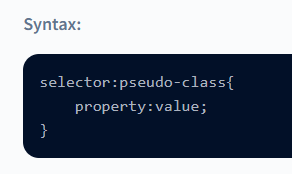 Syntax:
selector:pseudo-class{
    property:value;
}